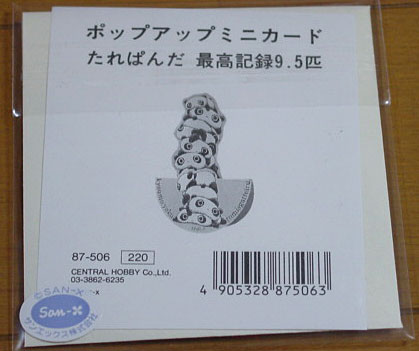 ポップアップミニカード
たれぱんだ 最高記録9.5匹
87-506 220
CENTRAL HOBBY Co.,Ltd.
03-3862-6235
4 905328 875063
©SAN-X
San-X
サンエックス株式会社